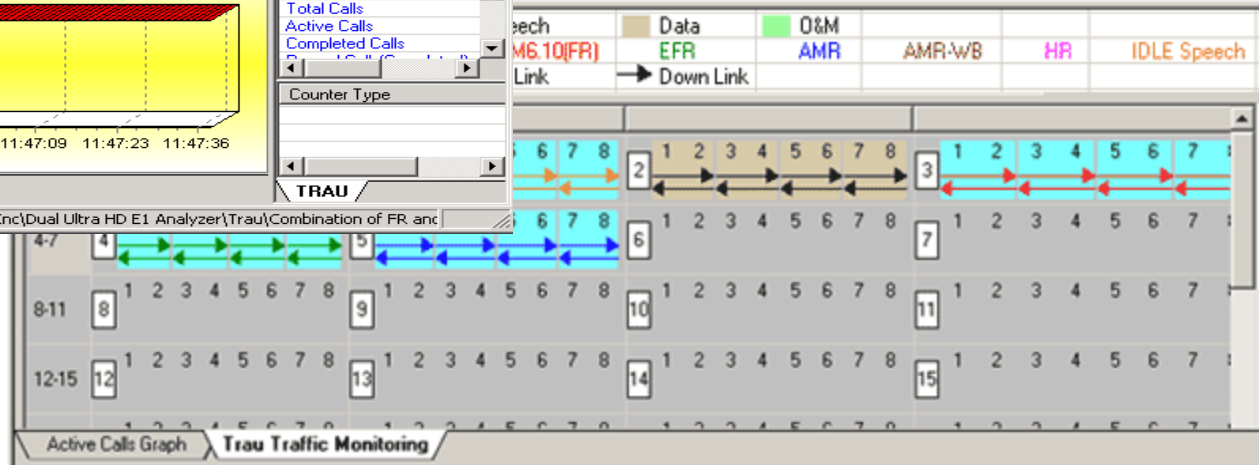 Total Calls
Active Calls
Completed Calls
Counter Type
11:47:09 11:47:23 11:47:36
TRAU
\Dual Ultra HD E1 Analyzer\Trau\Combination of FR and
Data O&M
M6.10(FR) EFR AMR AMR-WB HR IDLE Speech
Link Down Link
6 7 8 2 1 2 3 4 5 6 7 8 3 1 2 3 4 5 6 7
4-7 4 5 6 7 8 6 1 2 3 4 5 6 7 8 7 1 2 3 4 5 6 7
8-11 8 1 2 3 4 5 6 7 8 9 1 2 3 4 5 6 7 8 10 1 2 3 4 5 6 7 8 11 1 2 3 4 5 6 7
12-15 12 1 2 3 4 5 6 7 8 13 1 2 3 4 5 6 7 8 14 1 2 3 4 5 6 7 8 15 1 2 3 4 5 6 7
Active Calls Graph Trau Traffic Monitoring